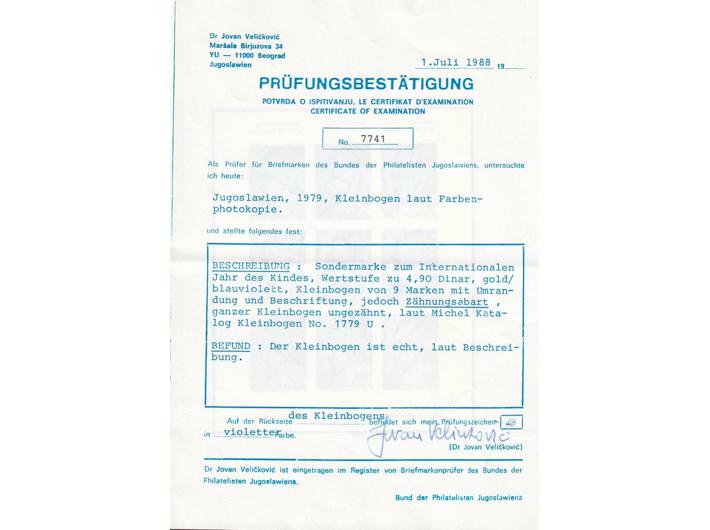 Dr Jovan Veličković
Maršala Birjuzova 34
YU — 11000 Beograd
Jugoslawien
1.Juli 1988 19
PRÜFUNGSBESTÄTIGUNG
POTVRDA O ISPITIVANJU, LE CERTIFIKAT D'EXAMINATION
CERTIFICATE OF EXAMINATION
No. 7741
Als Prüfer für Briefmarken des Bundes der Philatelisten Jugoslawiens, untersuchte
ich heute:
Jugoslawien, 1979, Kleinbogen laut Farben-
photokopie.
und stellte folgendes fest:
BESCHREIBUNG : Sondermarke zum Internationalen
Jahr des Kindes, Wertstufe zu 4,90 Dinar, gold/
blauviolett, Kleinbogen von 9 Marken mit Umran-
dung und Beschriftung, jedoch Zähnungsabart ,
ganzer Kleinbogen ungezähnt, laut Michel Kata-
log Kleinbogen No. 1779 U .
BEFUND : Der Kleinbogen ist echt, laut Beschrei-
bung.
Auf der Rückseite des Kleinbogens befindet sich mein Prüfungszeichen
in violetter Farbe.
Jovan Veličković
(Dr Jovan Veličković)
Dr Jovan Veličković ist eingetragen im Register von Briefmarkenprüfer des Bundes der
Philatelisten Jugoslawiens.
Bund der Philatelisten Jugoslawiens